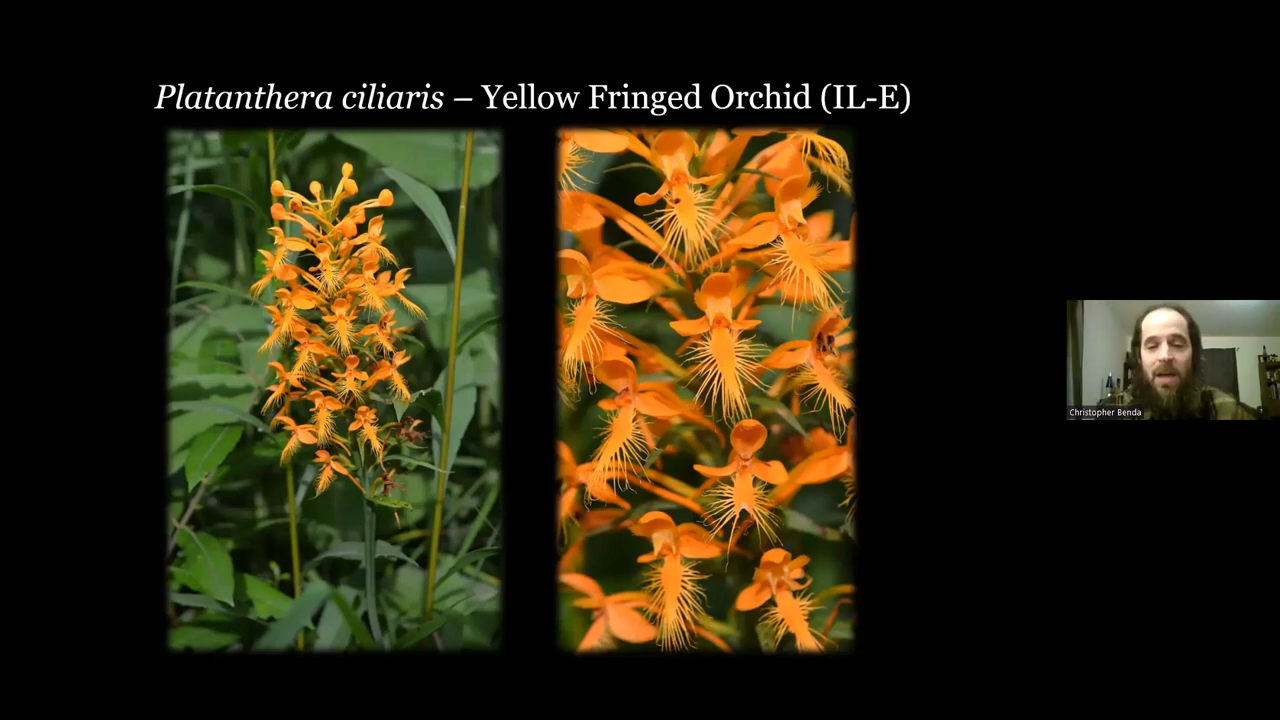 Platanthera ciliaris – Yellow Fringed Orchid (IL-E)
Christopher Benda